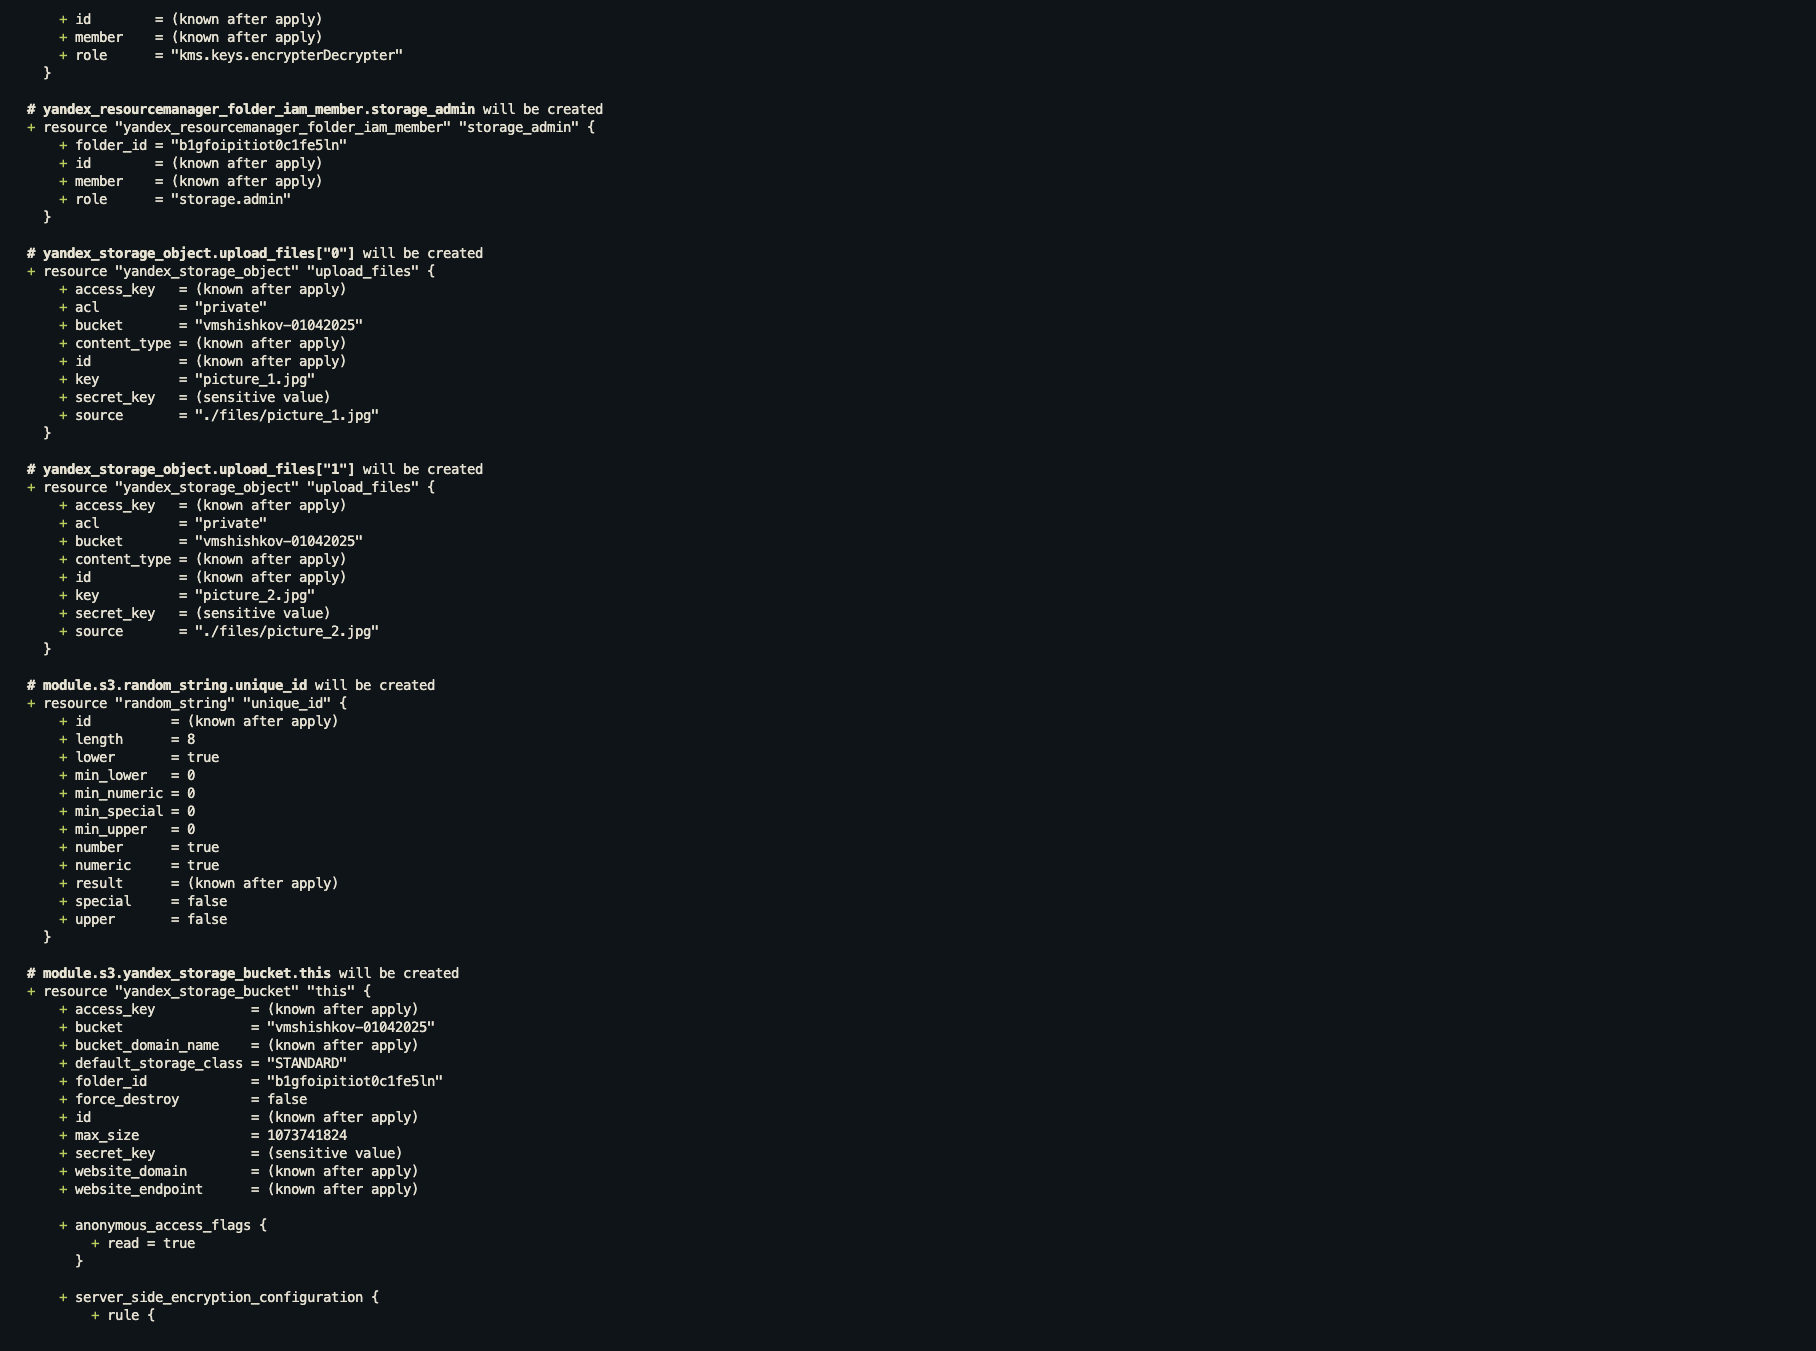 + id        = (known after apply)
+ member    = (known after apply)
+ role      = "kms.keys.encrypterDecrypter"
}
# yandex_resourcemanager_folder_iam_member.storage_admin will be created
+ resource "yandex_resourcemanager_folder_iam_member" "storage_admin" {
+ folder_id = "b1gfoipitiot0c1fe5ln"
+ id        = (known after apply)
+ member    = (known after apply)
+ role      = "storage.admin"
}
# yandex_storage_object.upload_files["0"] will be created
+ resource "yandex_storage_object" "upload_files" {
+ access_key   = (known after apply)
+ acl          = "private"
+ bucket       = "vmshishkov-01042025"
+ content_type = (known after apply)
+ id           = (known after apply)
+ key          = "picture_1.jpg"
+ secret_key   = (sensitive value)
+ source       = "./files/picture_1.jpg"
}
# yandex_storage_object.upload_files["1"] will be created
+ resource "yandex_storage_object" "upload_files" {
+ access_key   = (known after apply)
+ acl          = "private"
+ bucket       = "vmshishkov-01042025"
+ content_type = (known after apply)
+ id           = (known after apply)
+ key          = "picture_2.jpg"
+ secret_key   = (sensitive value)
+ source       = "./files/picture_2.jpg"
}
# module.s3.random_string.unique_id will be created
+ resource "random_string" "unique_id" {
+ id          = (known after apply)
+ length      = 8
+ lower       = true
+ min_lower   = 0
+ min_numeric = 0
+ min_special = 0
+ min_upper   = 0
+ number      = true
+ numeric     = true
+ result      = (known after apply)
+ special     = false
+ upper       = false
}
# module.s3.yandex_storage_bucket.this will be created
+ resource "yandex_storage_bucket" "this" {
+ access_key            = (known after apply)
+ bucket                = "vmshishkov-01042025"
+ bucket_domain_name    = (known after apply)
+ default_storage_class = "STANDARD"
+ folder_id             = "b1gfoipitiot0c1fe5ln"
+ force_destroy         = false
+ id                    = (known after apply)
+ max_size              = 1073741824
+ secret_key            = (sensitive value)
+ website_domain        = (known after apply)
+ website_endpoint      = (known after apply)
+ anonymous_access_flags {
+ read = true
}
+ server_side_encryption_configuration {
+ rule {